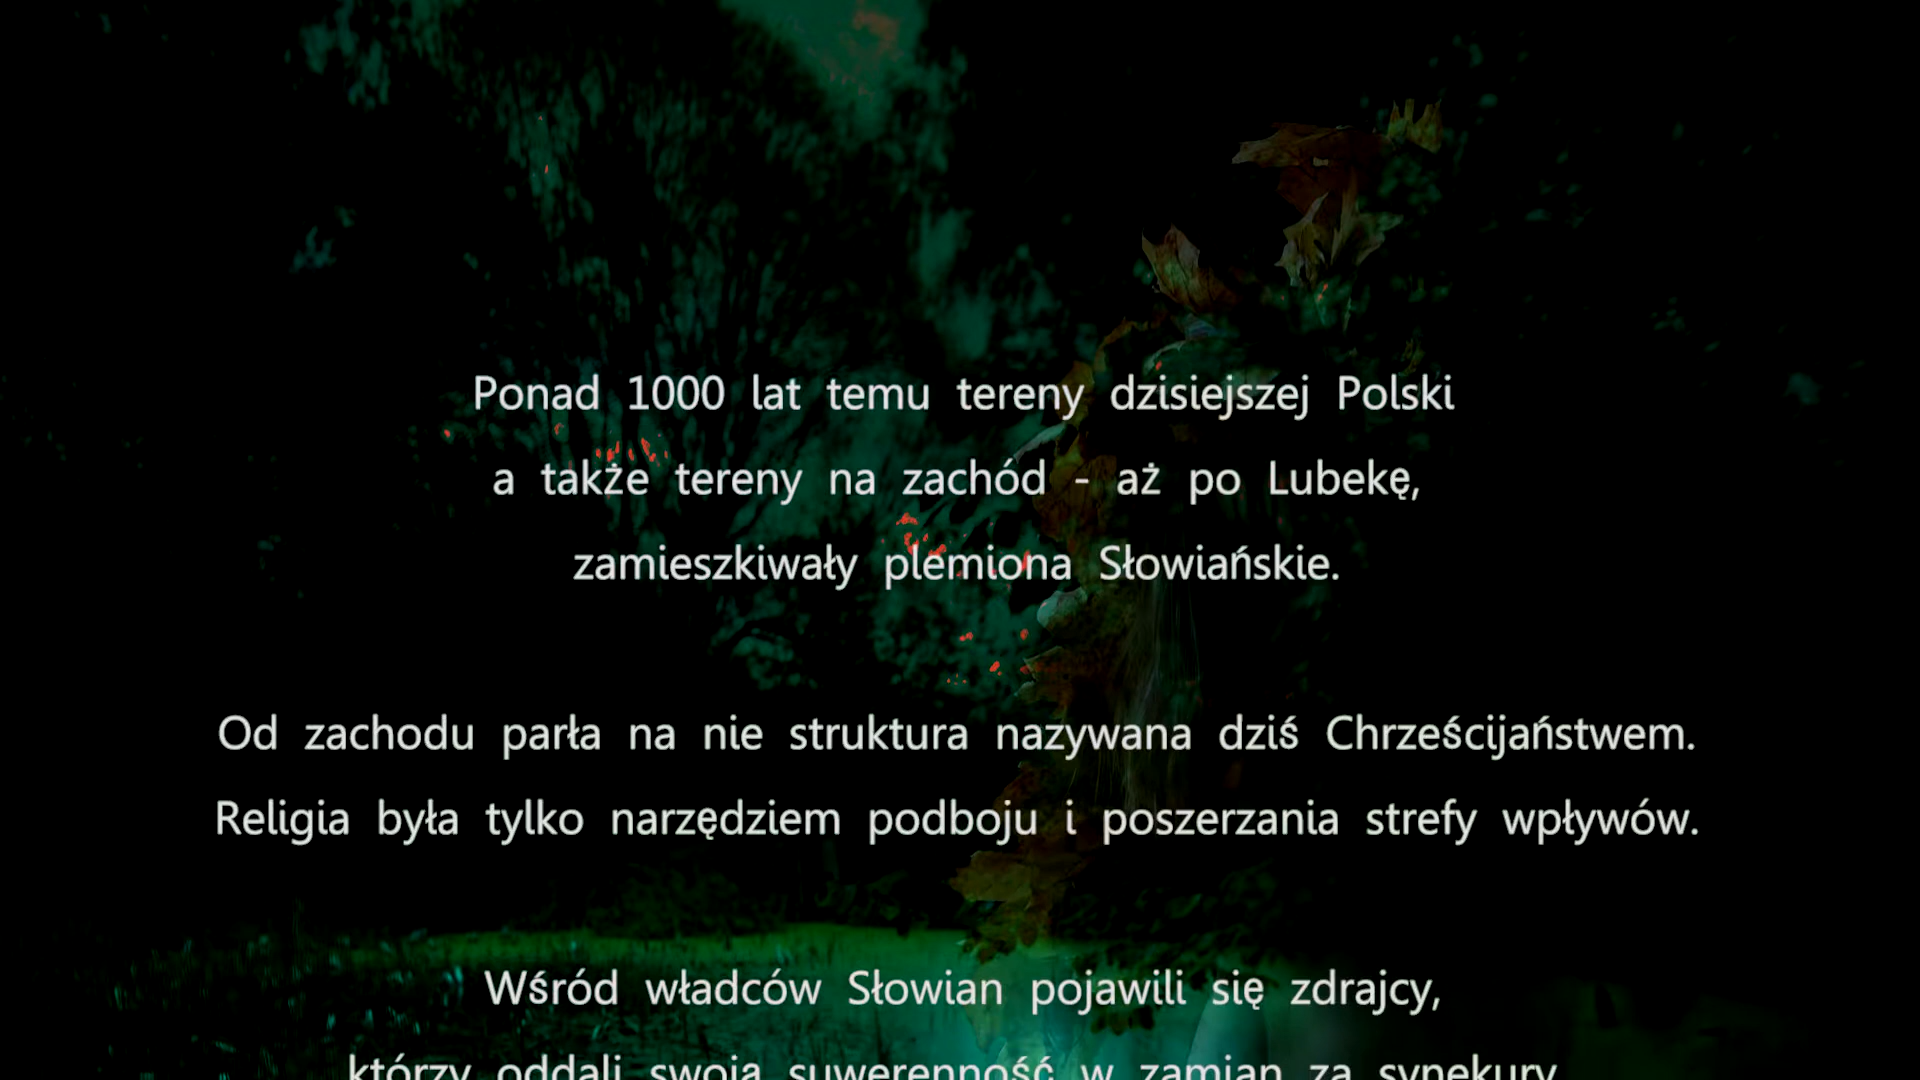 Ponad 1000 lat temu tereny dzisiejszej Polski
a także tereny na zachód - aż po Lubekę,
zamieszkiwały plemiona Słowiańskie.
Od zachodu parła na nie struktura nazywana dziś Chrześcijaństwem.
Religia była tylko narzędziem podboju i poszerzania strefy wpływów.
Wśród władców Słowian pojawili się zdrajcy,
którzy oddali swoją suwerenność w zamian za synekury